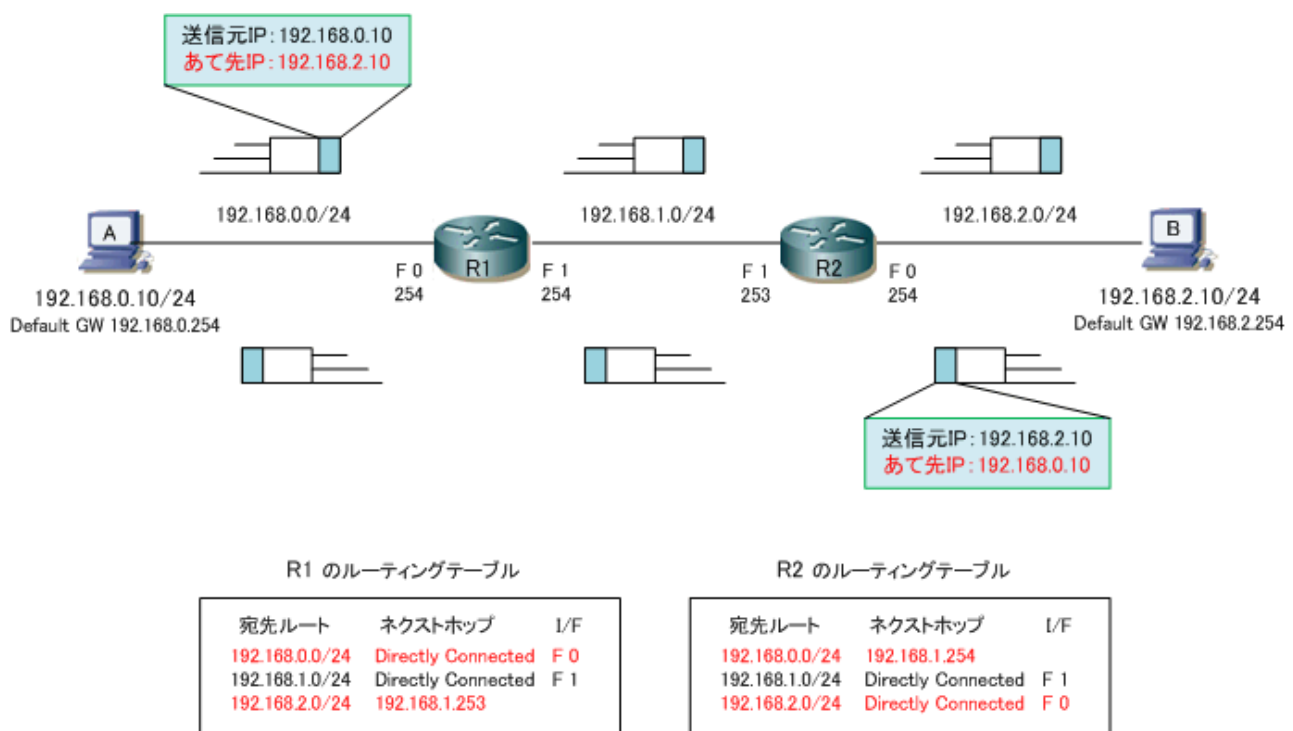 送信元IP:192.168.0.10
あて先IP:192.168.2.10
192.168.0.0/24
192.168.1.0/24
192.168.2.0/24
A
R1
R2
B
F 0
254
F 1
254
F 1
253
F 0
254
192.168.0.10/24
Default GW 192.168.0.254
192.168.2.10/24
Default GW 192.168.2.254
送信元IP:192.168.2.10
あて先IP:192.168.0.10
R1 のルーティングテーブル
宛先ルート ネクストホップ I/F
192.168.0.0/24 Directly Connected F 0
192.168.1.0/24 Directly Connected F 1
192.168.2.0/24 192.168.1.253
R2 のルーティングテーブル
宛先ルート ネクストホップ I/F
192.168.0.0/24 192.168.1.254
192.168.1.0/24 Directly Connected F 1
192.168.2.0/24 Directly Connected F 0